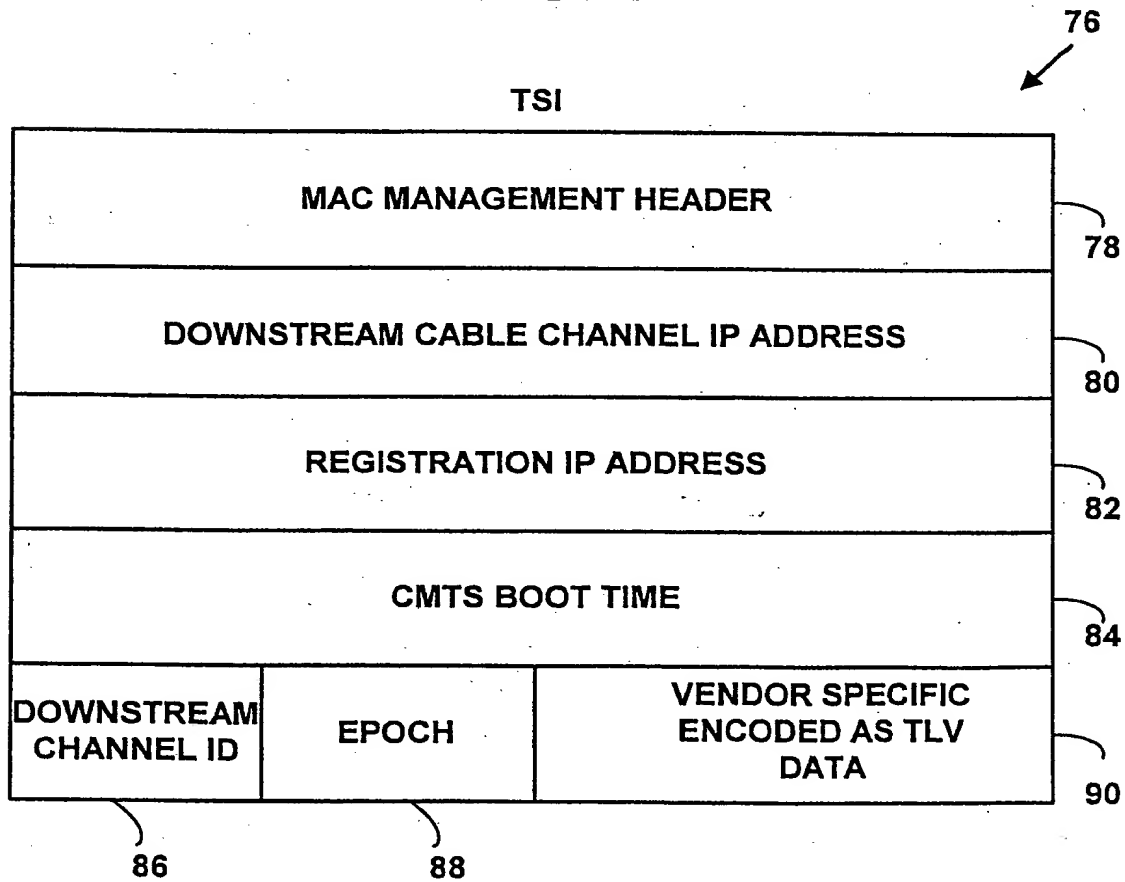 76
TSI
MAC MANAGEMENT HEADER
78
DOWNSTREAM CABLE CHANNEL IP ADDRESS
80
REGISTRATION IP ADDRESS
82
CMTS BOOT TIME
84
DOWNSTREAM
CHANNEL ID
EPOCH
VENDOR SPECIFIC
ENCODED AS TLV
DATA
90
86
88